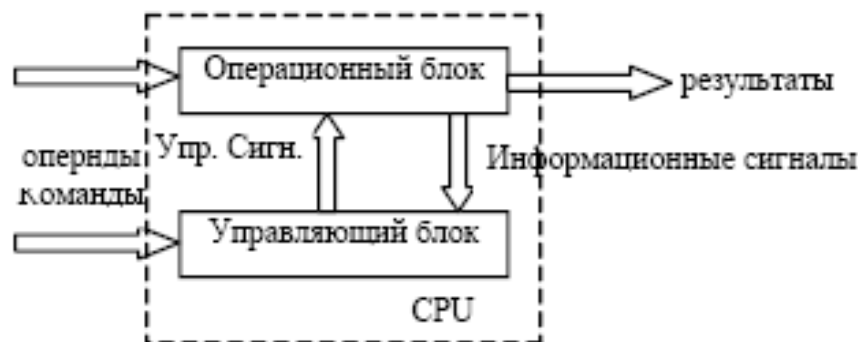 Операционный блок
результаты
опернды
Упр. Сигн.
Информационные сигналы
Команды
Управляющий блок
CPU